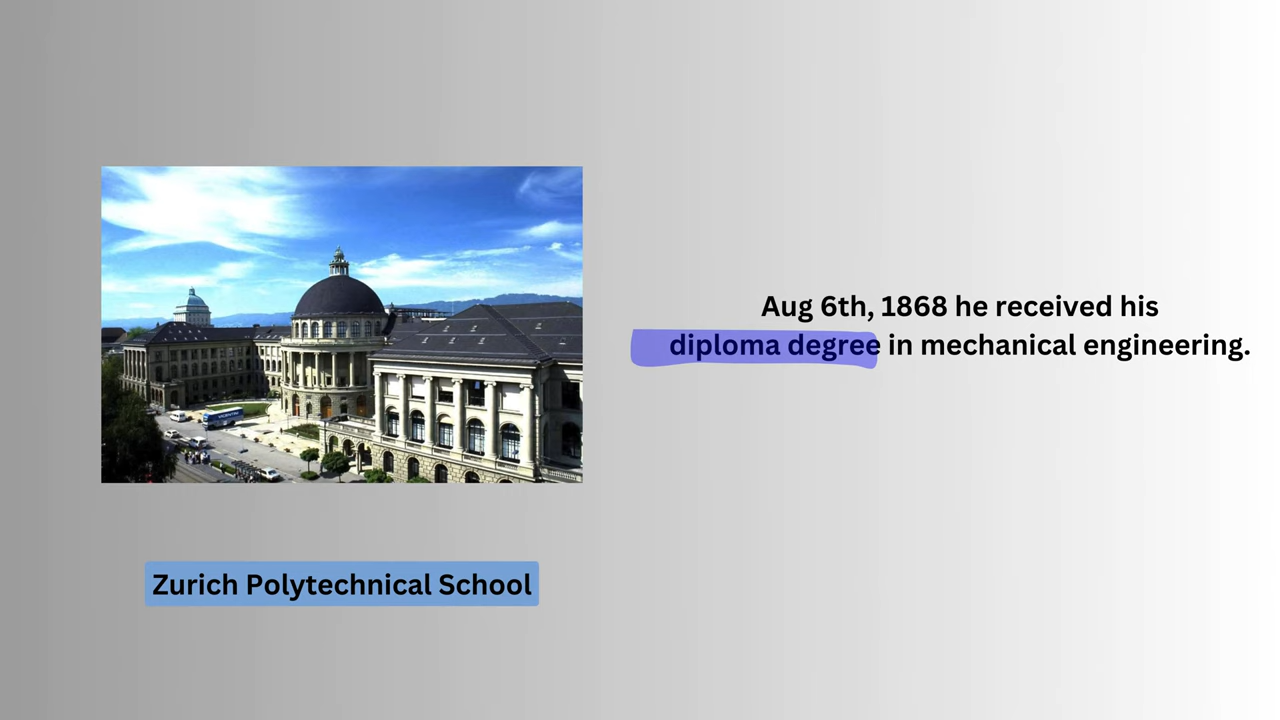 Aug 6th, 1868 he received his
diploma degree in mechanical engineering.
Zurich Polytechnical School